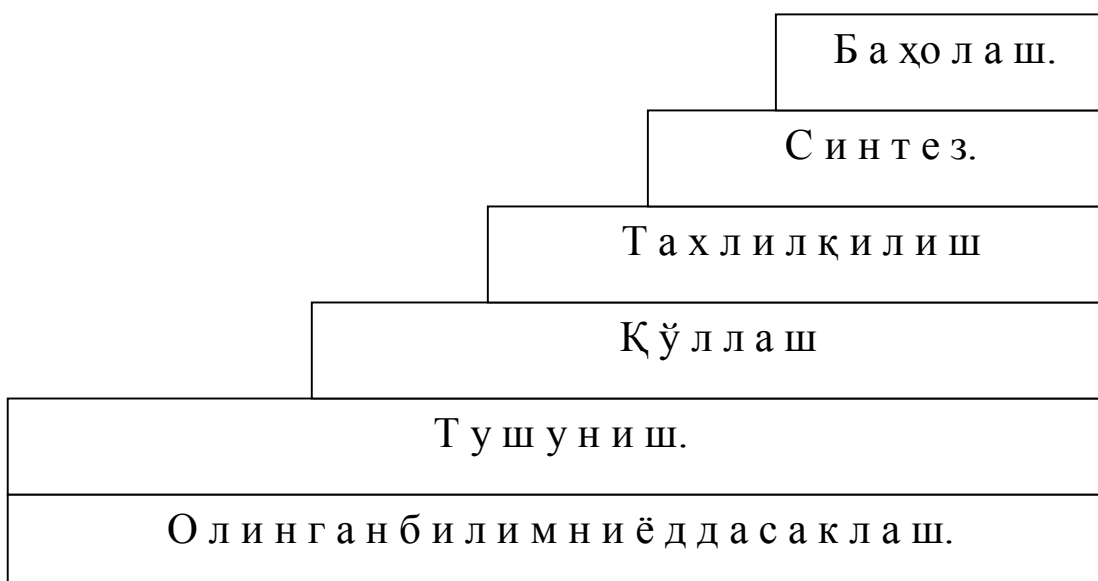 Б а ҳо л а ш.
С и н т е з.
Т а х л и л қ и л и ш
Қ ў л л а ш
Т у ш у н и ш.
О л и н г а н б и л и м н и ё д д а с а к л а ш.